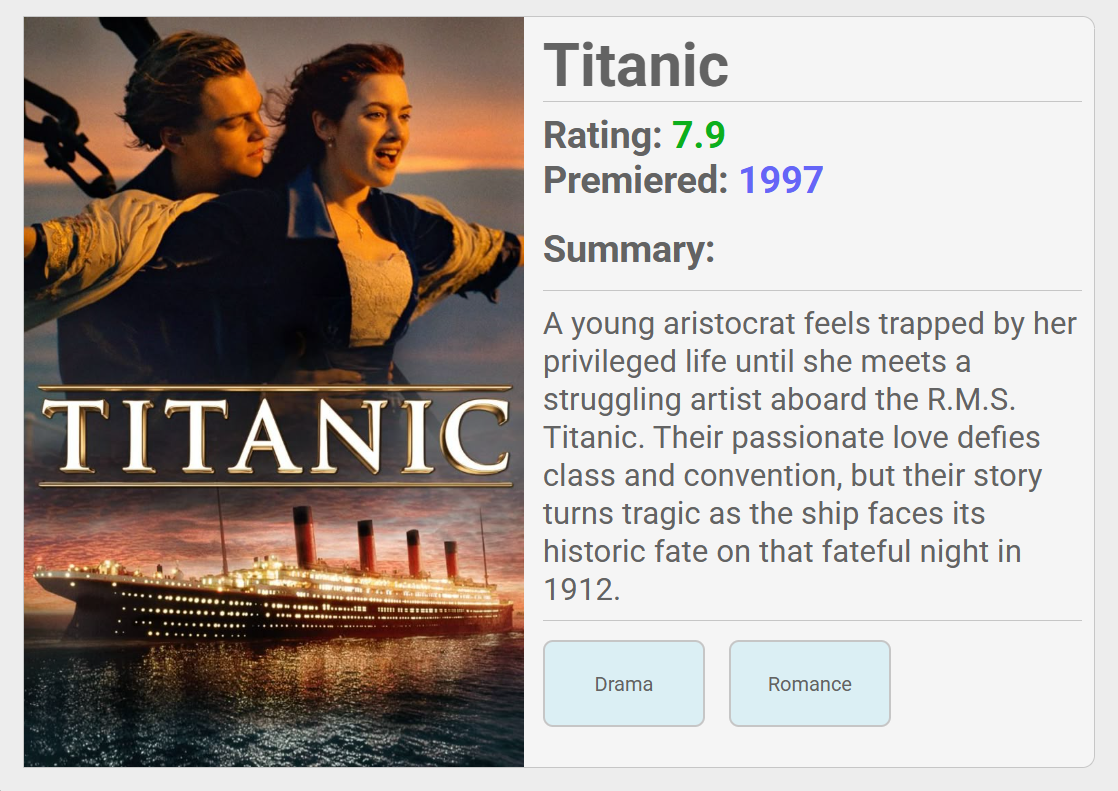 TITANIC
Titanic
Rating: 7.9
Premiered: 1997
Summary:
A young aristocrat feels trapped by her
privileged life until she meets a
struggling artist aboard the R.M.S.
Titanic. Their passionate love defies
class and convention, but their story
turns tragic as the ship faces its
historic fate on that fateful night in
1912.
Drama
Romance